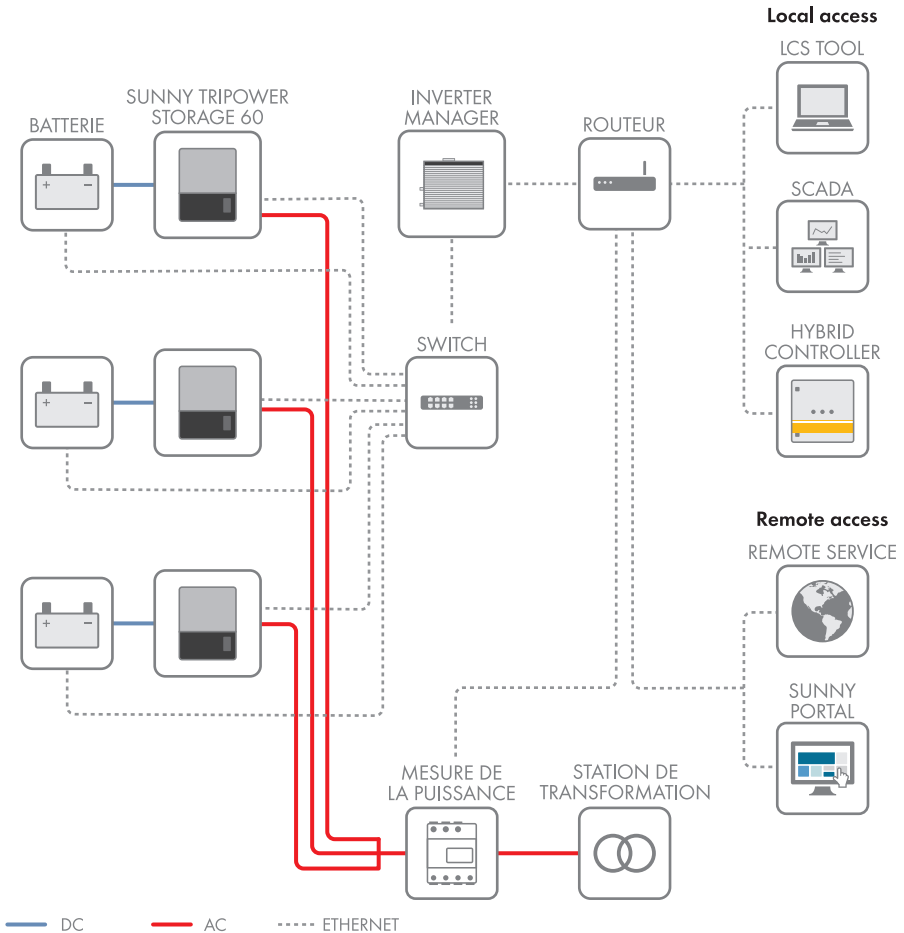 Local access
LCS TOOL
SUNNY TRIPOWER
STORAGE 60
INVERTER
MANAGER
BATTERIE
ROUTEUR
SCADA
SWITCH
HYBRID
CONTROLLER
Remote access
REMOTE SERVICE
SUNNY
PORTAL
MESURE DE
LA PUISSANCE
STATION DE
TRANSFORMATION
DC
AC
ETHERNET